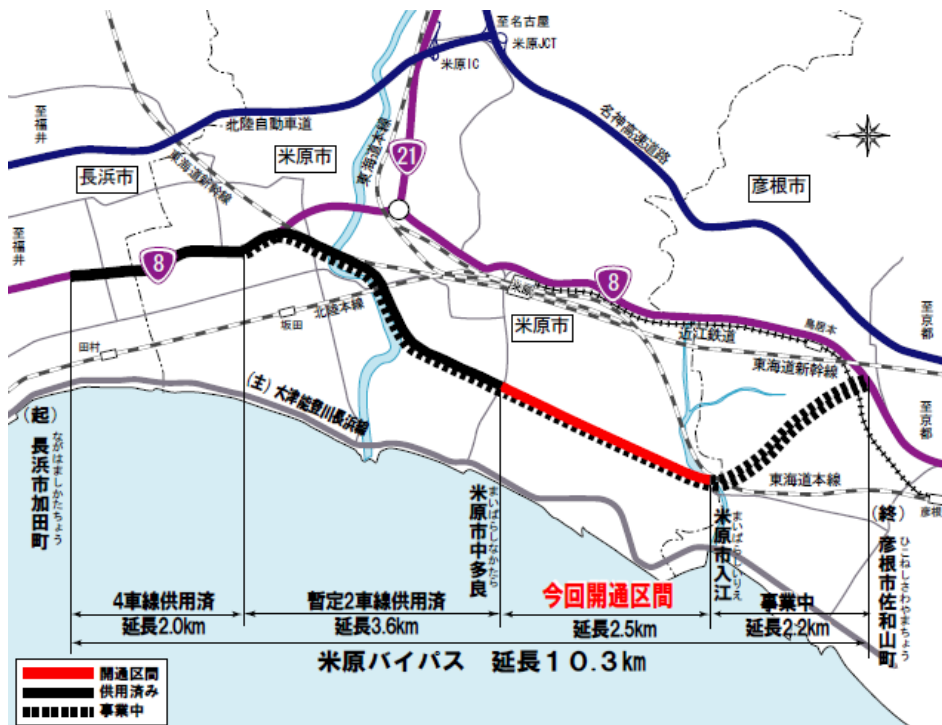 至名古屋
米原JCT
米原IC
至福井
北陸自動車道
東海道本線
名神高速道路
米原市
21
長浜市
東海道新幹線
彦根市
至福井
8
8
米原
北陸本線
坂田
田村
米原市
近江鉄道
鳥居本
至京都
東海道新幹線
至京都
(主)大津能登川長浜線
東海道本線
彦根
(起)
長浜市加田町
ながはましかたちょう
米原市中多良
まいばらしなかたら
米原市入江
まいばらしいりえ
(終)
彦根市佐和山町
ひこねしさわやまちょう
4車線供用済
延長2.0km
暫定2車線供用済
延長3.6km
今回開通区間
延長2.5km
事業中
延長2.2km
米原バイパス 延長10.3km
開通区間
供用済み
事業中